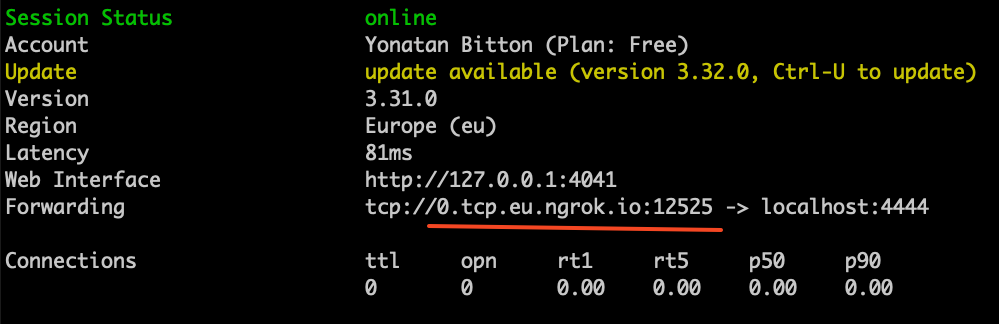 Session Status online
Account Yonatan Bitton (Plan: Free)
Update update available (version 3.32.0, Ctrl-U to update)
Version 3.31.0
Region Europe (eu)
Latency 81ms
Web Interface http://127.0.0.1:4041
Forwarding tcp://0.tcp.eu.ngrok.io:12525 -> localhost:4444
Connections ttl opn rt1 rt5 p50 p90
0 0 0.00 0.00 0.00 0.00